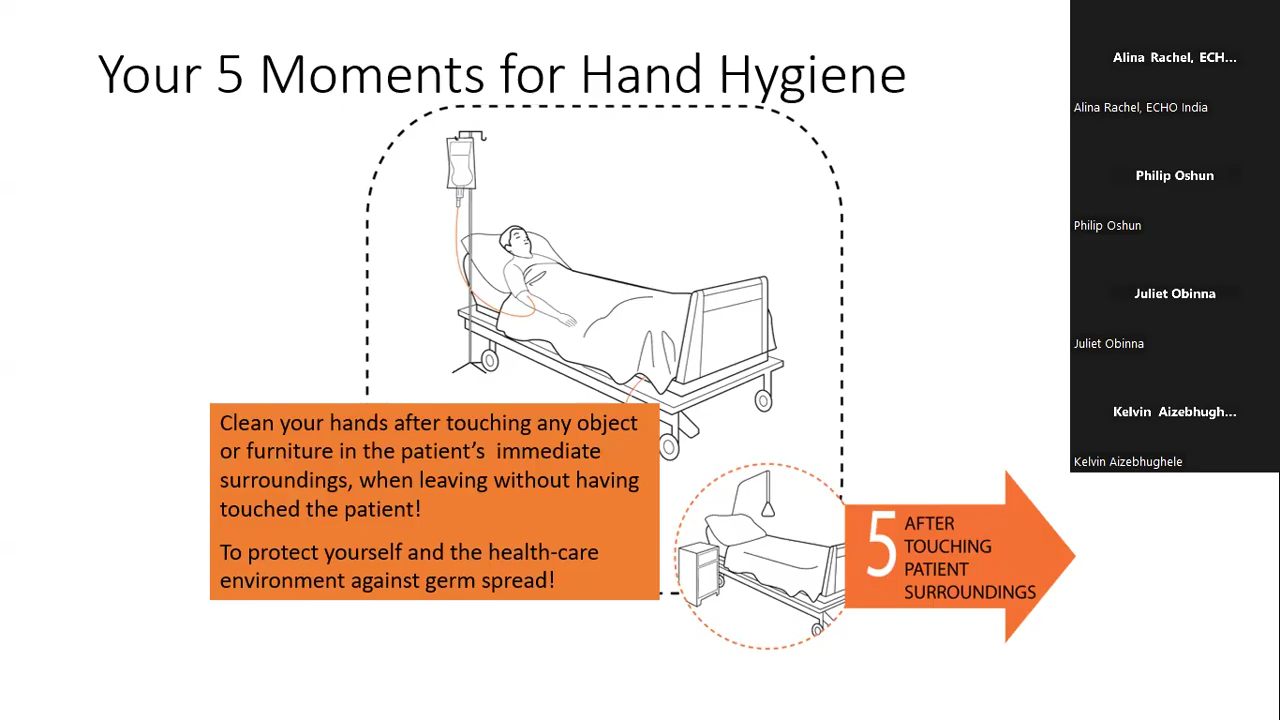 Your 5 Moments for Hand Hygiene
Clean your hands after touching any object
or furniture in the patient’s  immediate
surroundings, when leaving without having
touched the patient!
To protect yourself and the health-care
environment against germ spread!
5
AFTER
TOUCHING
PATIENT
SURROUNDINGS
Alina Rachel, ECH...
Alina Rachel, ECHO India
Philip Oshun
Philip Oshun
Juliet Obinna
Juliet Obinna
Kelvin Aizebhugh...
Kelvin Aizebhughele